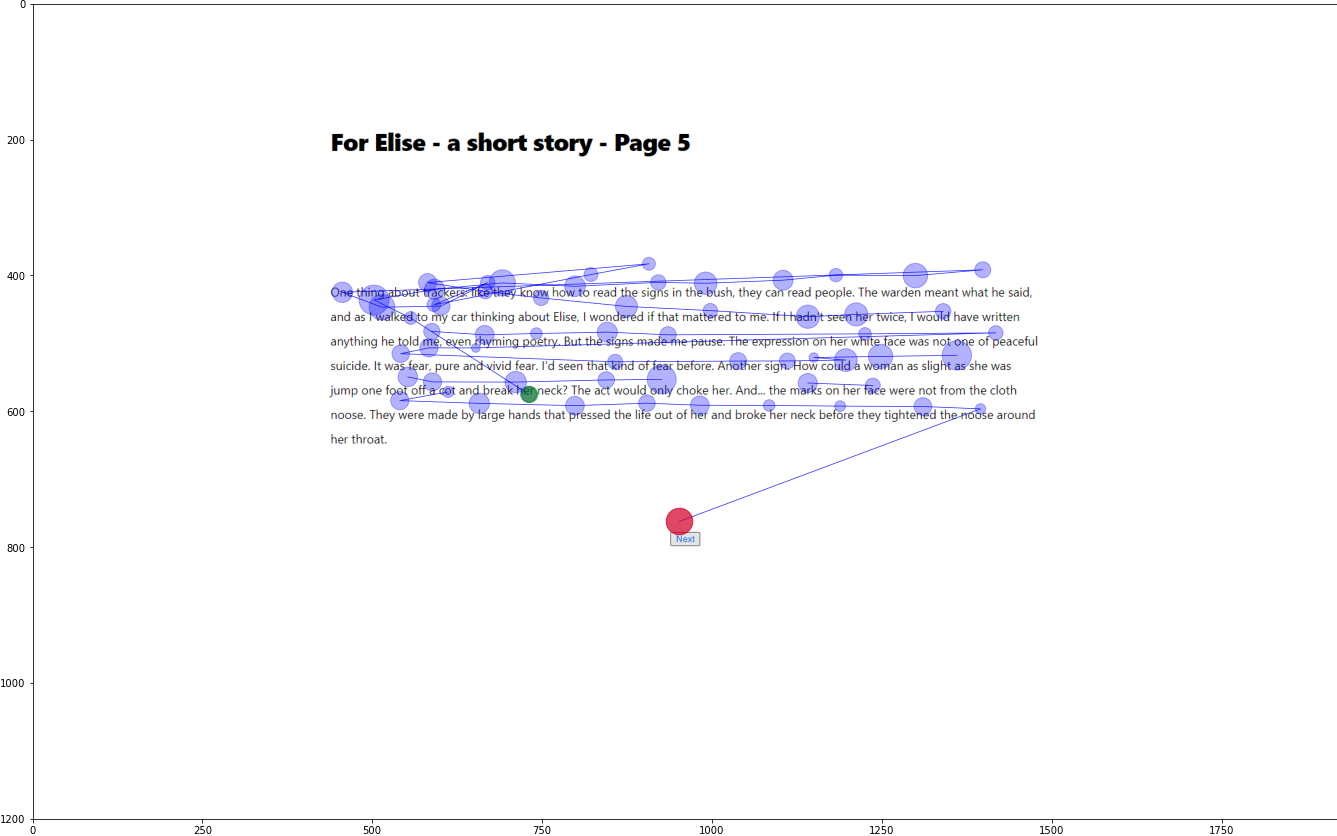 For Elise - a short story - Page 5
One thing about trackers: like they know how to read the signs in the bush, they can read people. The warden meant what he said,
and as I walked to my car thinking about Elise, I wondered if that mattered to me. If I hadn't seen her twice, I would have written
anything he told me, even rhyming poetry. But the signs made me pause. The expression on her white face was not one of peaceful
suicide. It was fear, pure and vivid fear. I'd seen that kind of fear before. Another sign. How could a woman as slight as she was
jump one foot off a cot and break her neck? The act would only choke her. And... the marks on her face were not from the cloth
noose. They were made by large hands that pressed the life out of her and broke her neck before they tightened the noose around
her throat.
Next
0
200
400
600
800
1000
1200
0 250 500 750 1000 1250 1500 1750